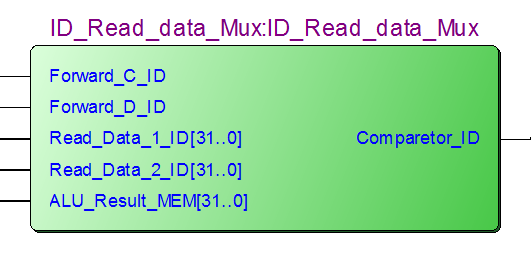 ID_Read_data_Mux:ID_Read_data_Mux
Forward_C_ID
Forward_D_ID
Read_Data_1_ID[31..0]
Comparetor_ID
Read_Data_2_ID[31..0]
ALU_Result_MEM[31..0]